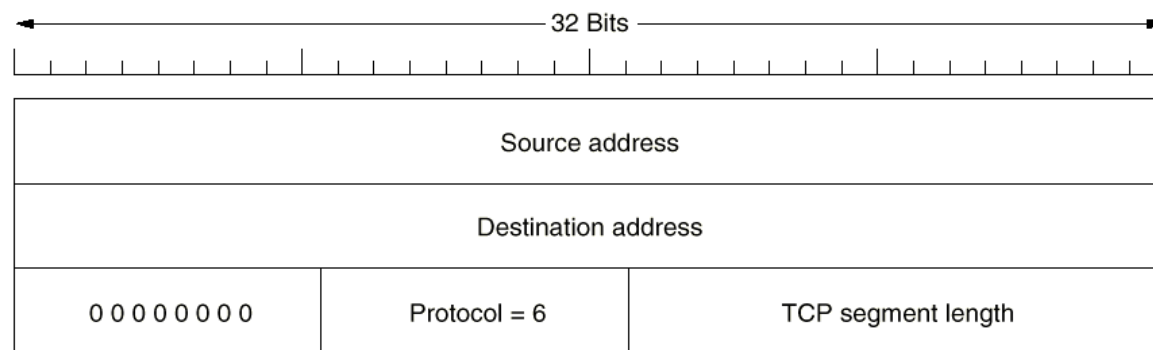 32 Bits
Source address
Destination address
0 0 0 0 0 0 0 0
Protocol = 6
TCP segment length